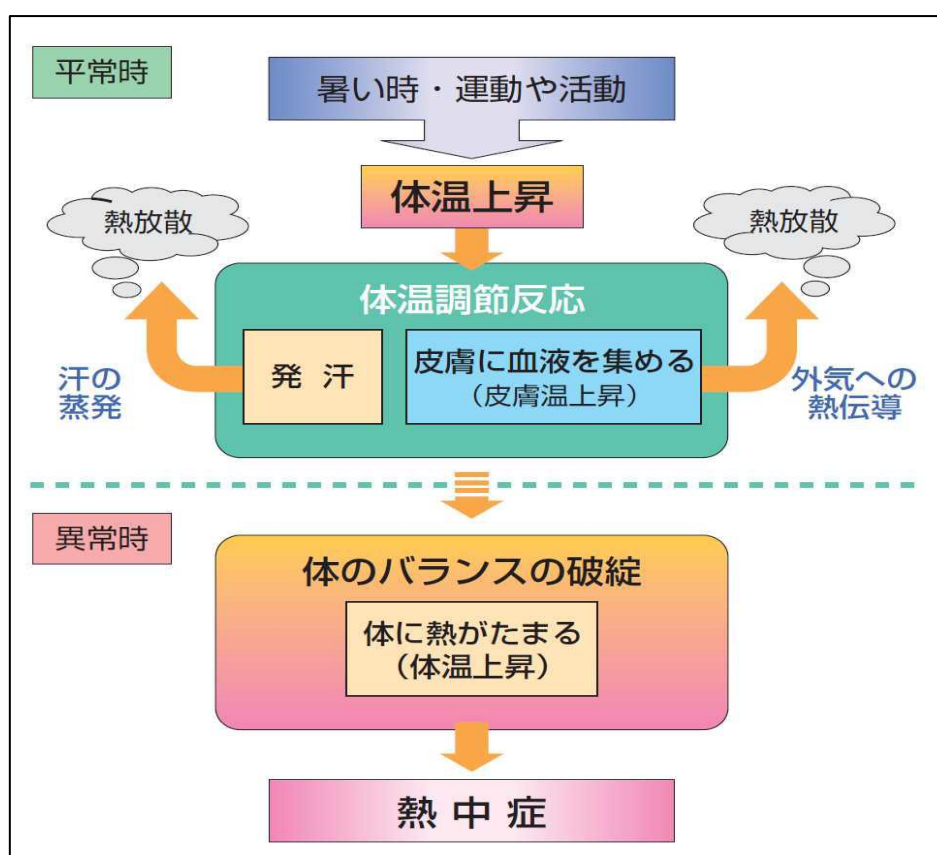 平常時
暑い時・運動や活動
体温上昇
熱放散
熱放散
体温調節反応
発 汗
皮膚に血液を集める
（皮膚温上昇）
汗の
蒸発
外気への
熱伝導
異常時
体のバランスの破綻
体に熱がたまる
（体温上昇）
熱 中 症